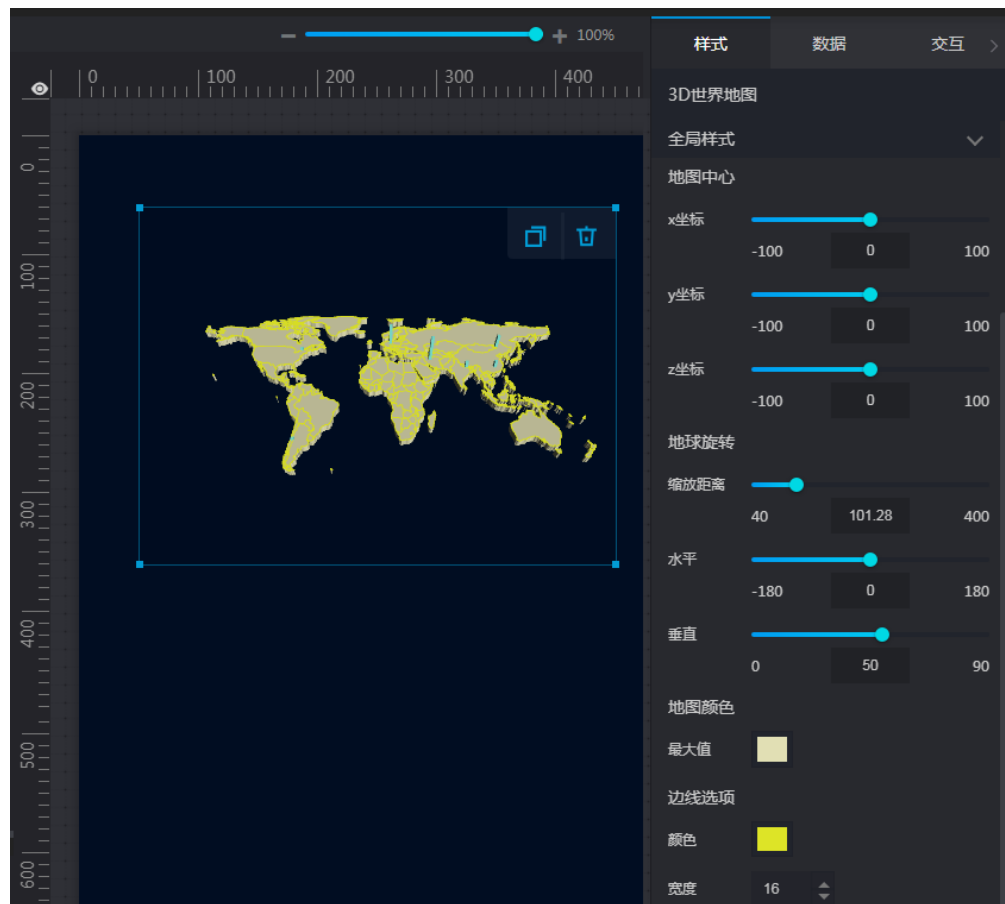 100%
样式 数据 交互
0 100 200 300 400
3D世界地图
全局样式
地图中心
x坐标
-100 0 100
y坐标
-100 0 100
z坐标
-100 0 100
地球旋转
缩放距离
40 101.28 400
水平
-180 0 180
垂直
0 50 90
地图颜色
最大值
边线选项
颜色
宽度 16
0
100
200
300
400
500
600